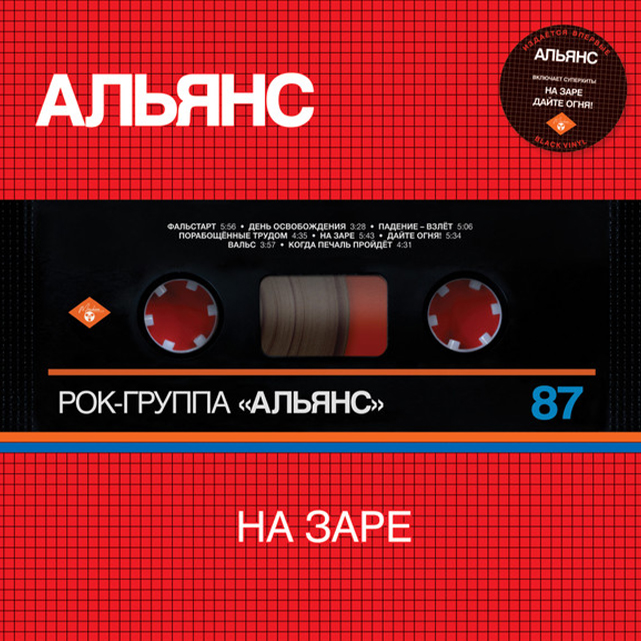 АЛЬЯНС
ИЗДАЁТСЯ ВПЕРВЫЕ
АЛЬЯНС
ВКЛЮЧАЕТ СУПЕРХИТЫ
НА ЗАРЕ
ДАЙТЕ ОГНЯ!
BLACK VINYL
ФАЛЬСТАРТ 5:56 • ДЕНЬ ОСВОБОЖДЕНИЯ 3:28 • ПАДЕНИЕ – ВЗЛЁТ 5:06
ПОРАБОЩЁННЫЕ ТРУДОМ 4:35 • НА ЗАРЕ 5:43 • ДАЙТЕ ОГНЯ! 5:34
ВАЛЬС 3:57 • КОГДА ПЕЧАЛЬ ПРОЙДЁТ 4:31
РОК-ГРУППА «АЛЬЯНС»
87
НА ЗАРЕ